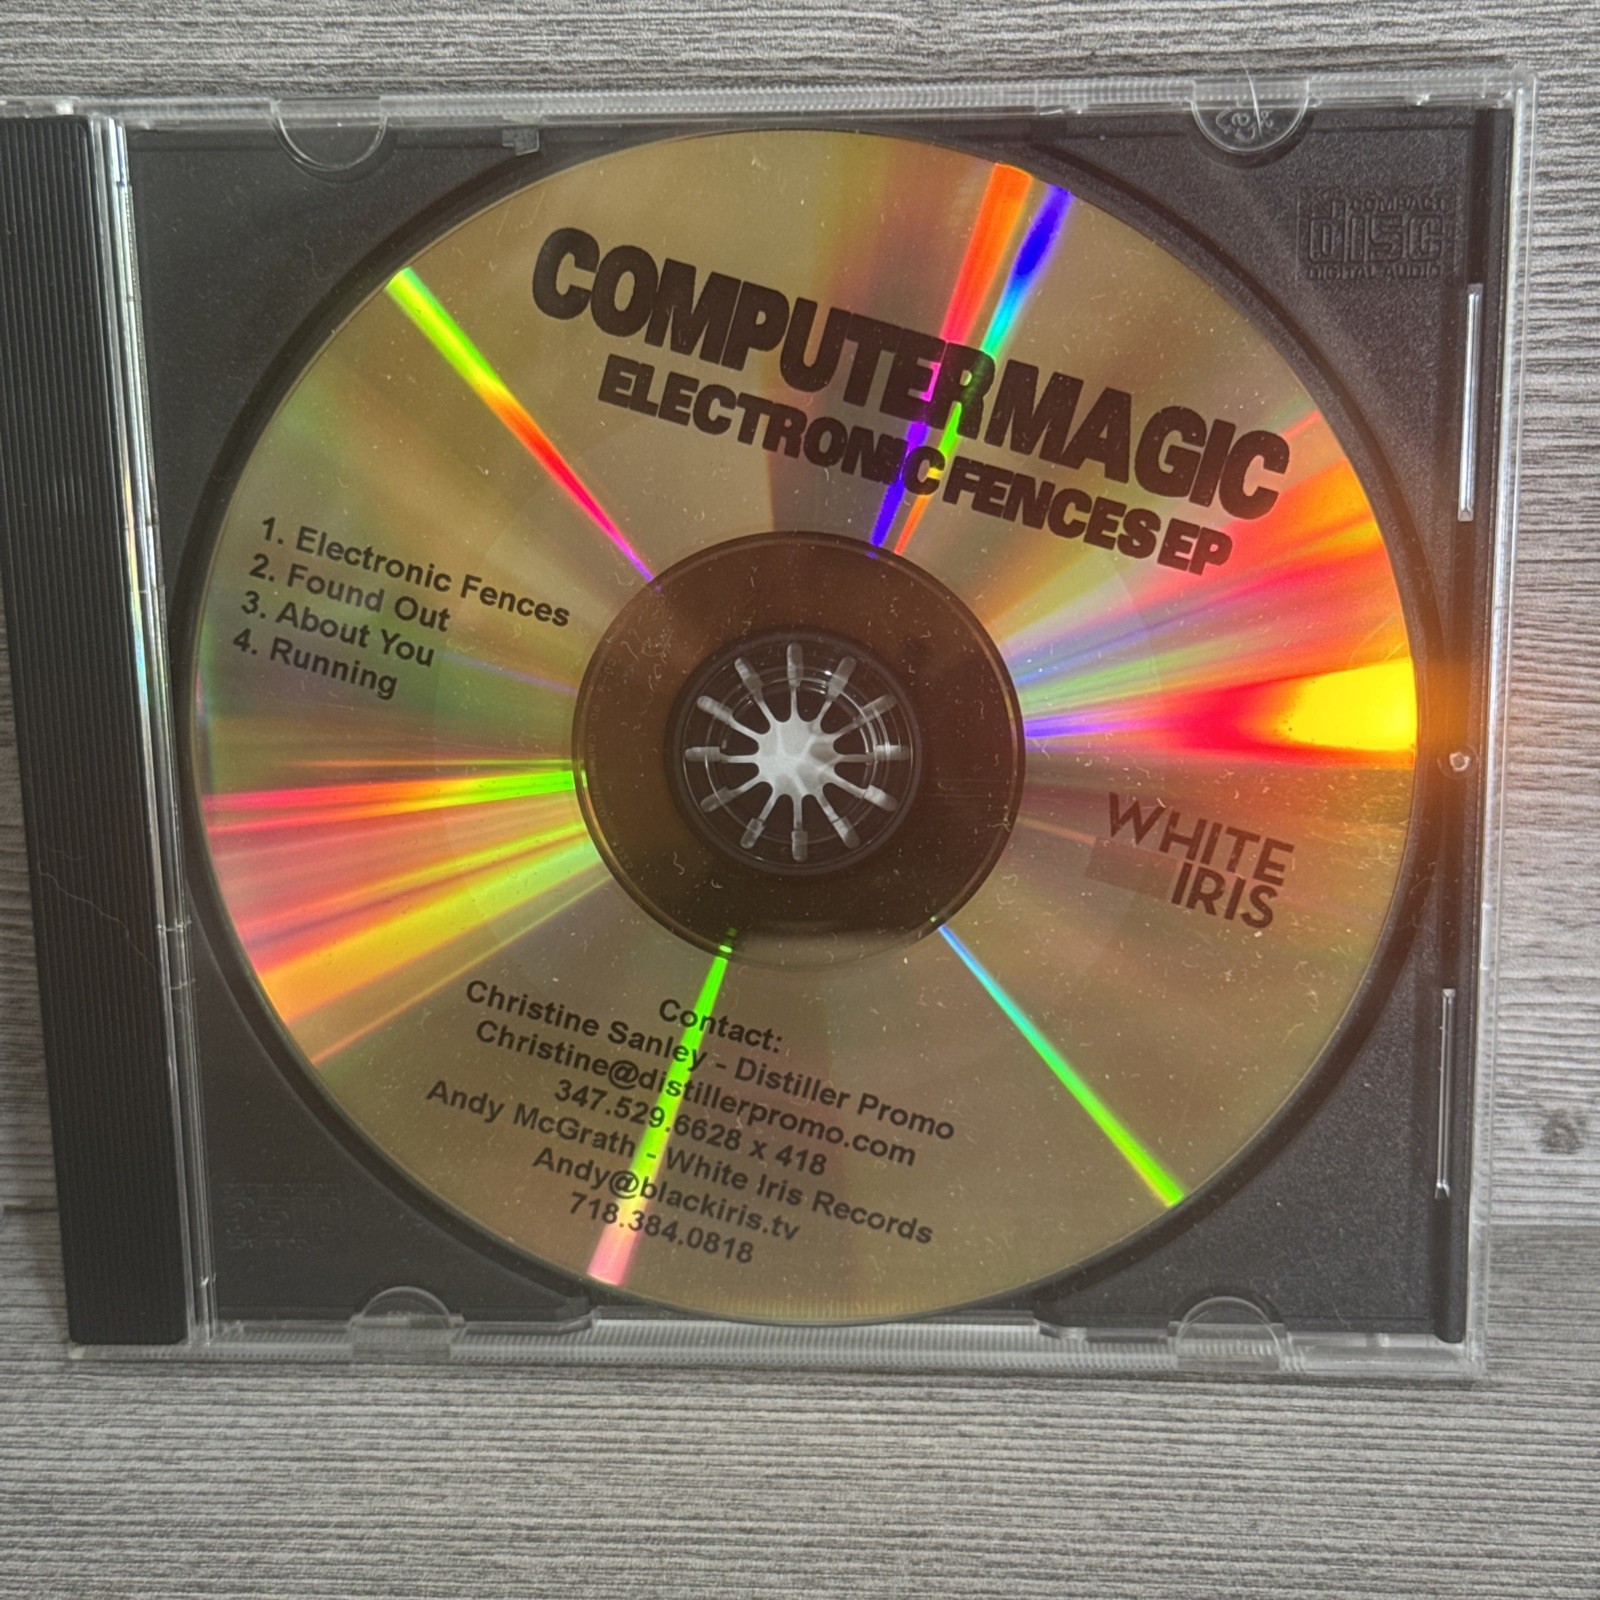 COMPUTER MAGIC
ELECTRONIC FENCES EP
1. Electronic Fences
2. Found Out
3. About You
4. Running
WHITE
IRIS
Contact:
Christine Sanley - Distiller Promo
Christine@distillerpromo.com
347.529.6628 x 418
Andy McGrath - White Iris Records
Andy@blackiris.tv
718.384.0818
COMPACT
disc
DIGITAL AUDIO